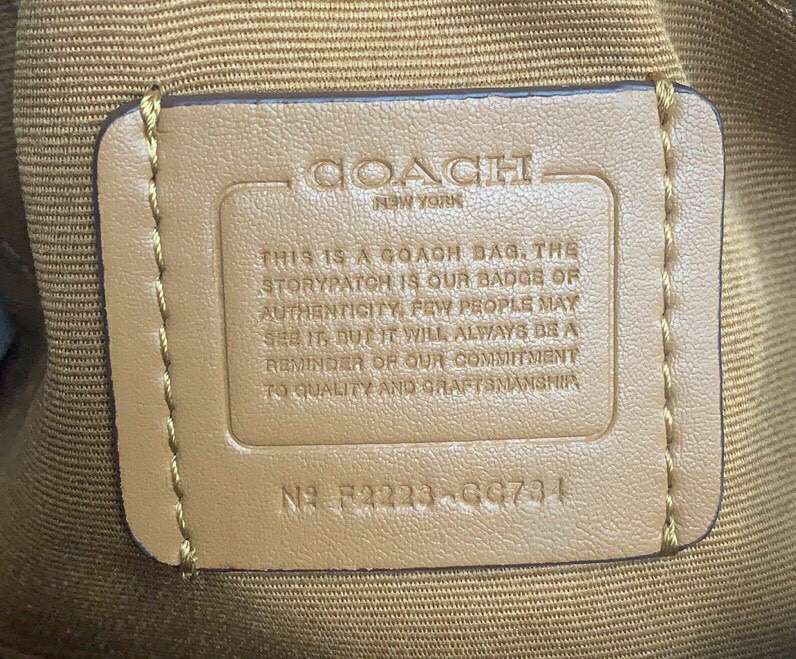 COACH
NEW YORK
THIS IS A COACH BAG. THE
STORYPATCH IS OUR BADGE OF
AUTHENTICITY. FEW PEOPLE MAY
SEE IT, BUT IT WILL ALWAYS BE A
REMINDER OF OUR COMMITMENT
TO QUALITY AND CRAFTSMANSHIP.
Nº F2223-CC734